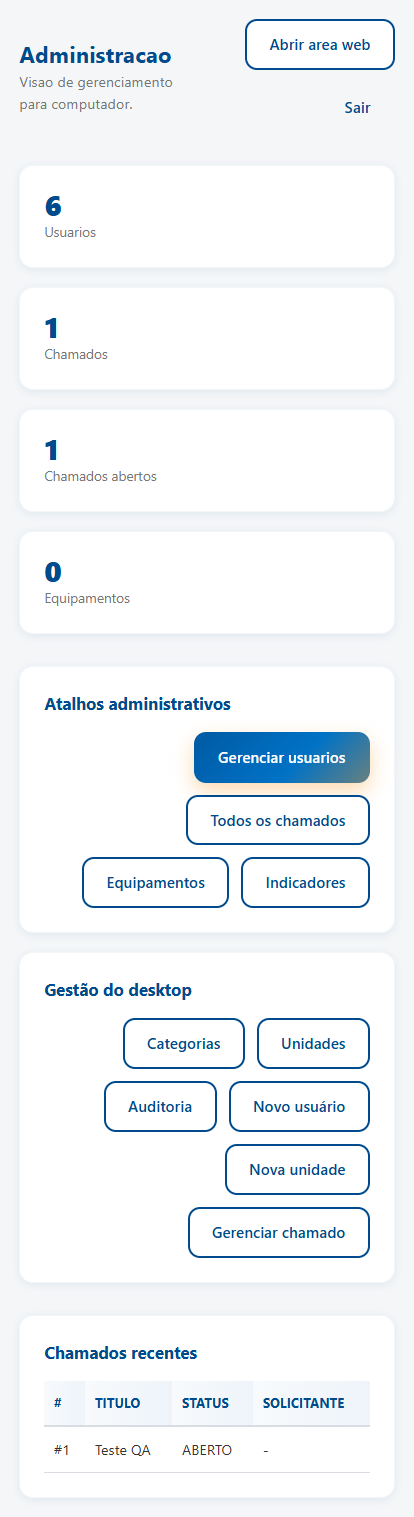 Administracao
Visao de gerenciamento
para computador.
Abrir area web
Sair
6
Usuarios
1
Chamados
1
Chamados abertos
0
Equipamentos
Atalhos administrativos
Gerenciar usuarios
Todos os chamados
Equipamentos Indicadores
Gestão do desktop
Categorias Unidades
Auditoria Novo usuário
Nova unidade
Gerenciar chamado
Chamados recentes
# TITULO STATUS SOLICITANTE
#1 Teste QA ABERTO -